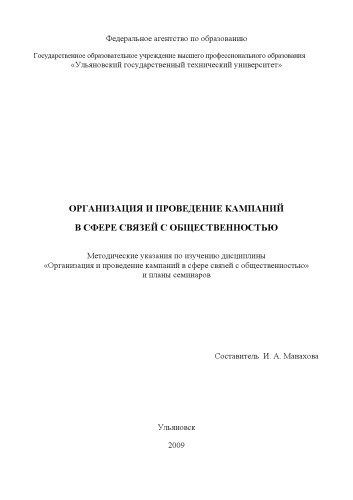 Федеральное агентство по образованию
Государственное образовательное учреждение высшего профессионального образования
«Ульяновский государственный технический университет»
ОРГАНИЗАЦИЯ И ПРОВЕДЕНИЕ КАМПАНИЙ
В СФЕРЕ СВЯЗЕЙ С ОБЩЕСТВЕННОСТЬЮ
Методические указания по изучению дисциплины
«Организация и проведение кампаний в сфере связей с общественностью»
и планы семинаров
Составитель И. А. Манахова
Ульяновск
2009